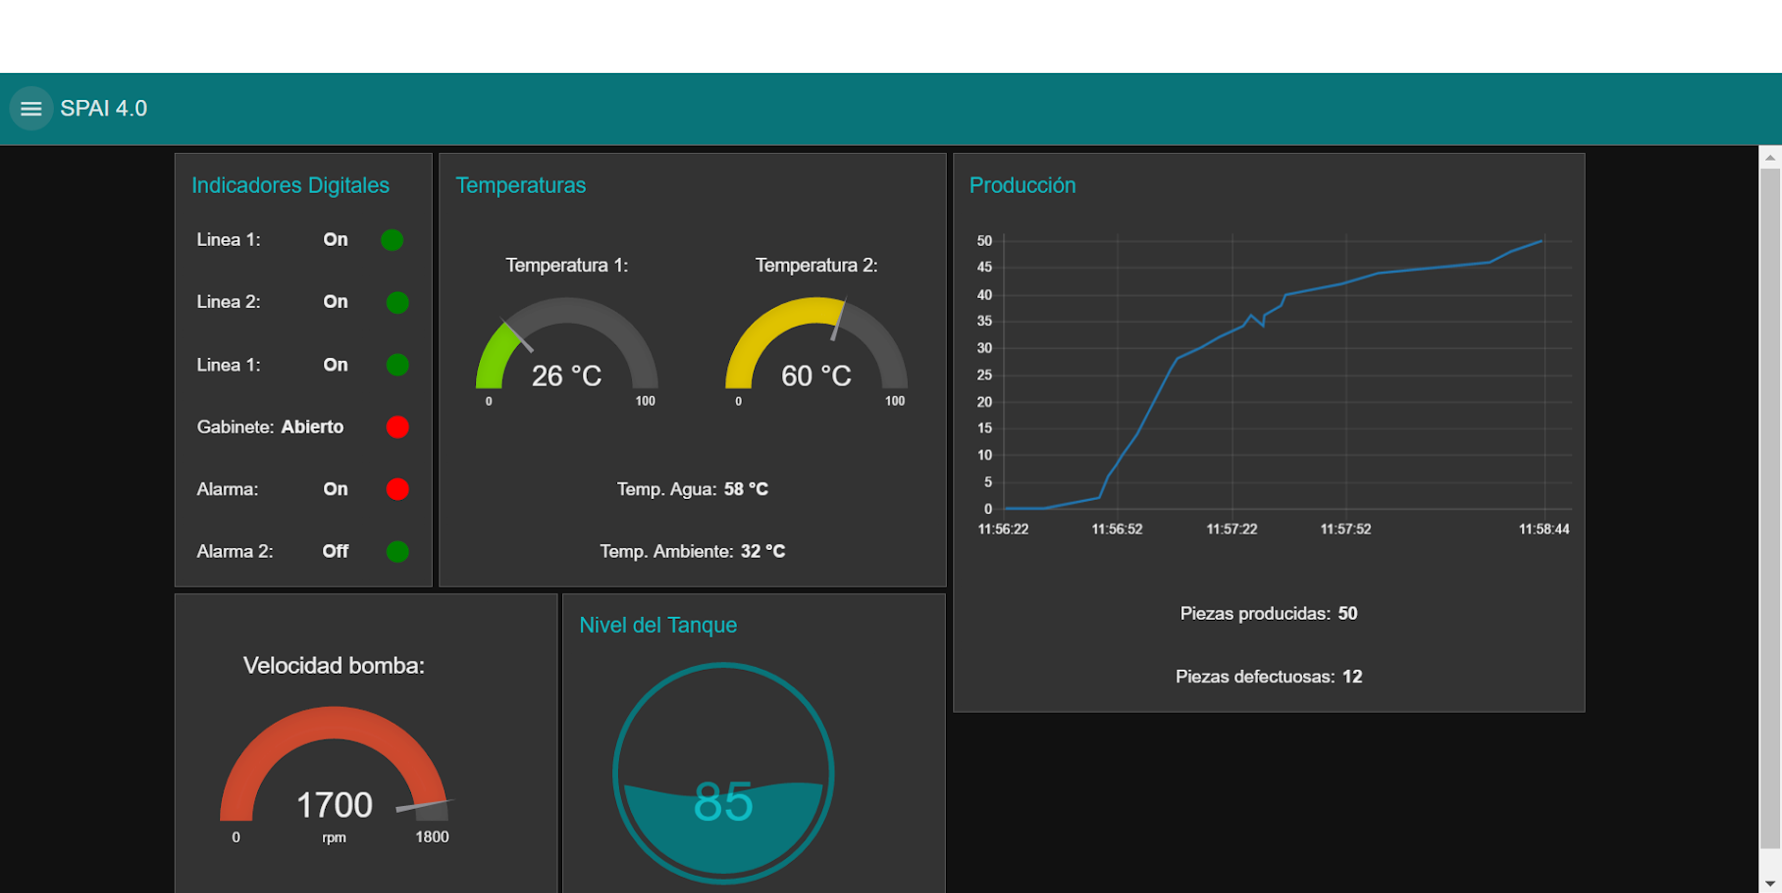 SPAI 4.0
Indicadores Digitales
Linea 1: On
Linea 2: On
Linea 1: On
Gabinete: Abierto
Alarma: On
Alarma 2: Off
Temperaturas
Temperatura 1: Temperatura 2:
26 °C 60 °C
0 100 0 100
Temp. Agua: 58 °C
Temp. Ambiente: 32 °C
Producción
50
45
40
35
30
25
20
15
10
5
0
11:56:22 11:56:52 11:57:22 11:57:52 11:58:44
Piezas producidas: 50
Piezas defectuosas: 12
Velocidad bomba:
1700
0 rpm 1800
Nivel del Tanque
85